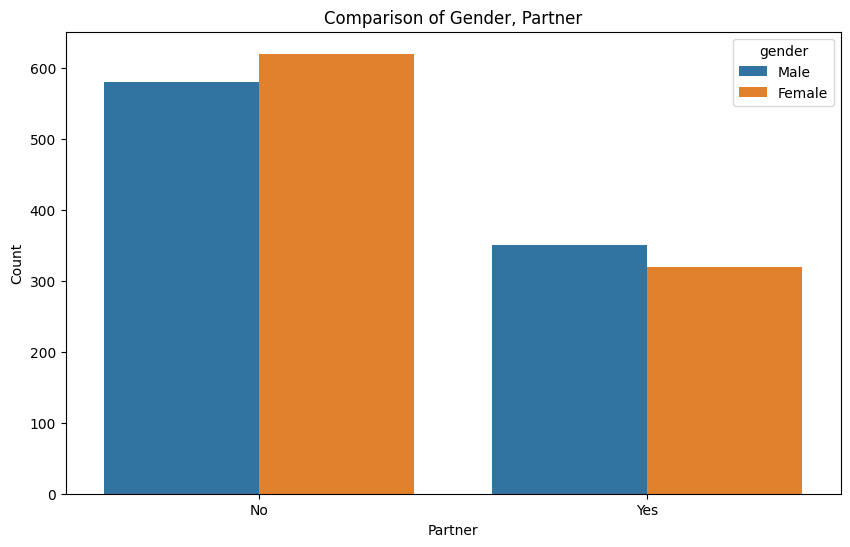 Comparison of Gender, Partner
gender
Male
Female
600
500
400
300
200
100
0
Count
No
Yes
Partner